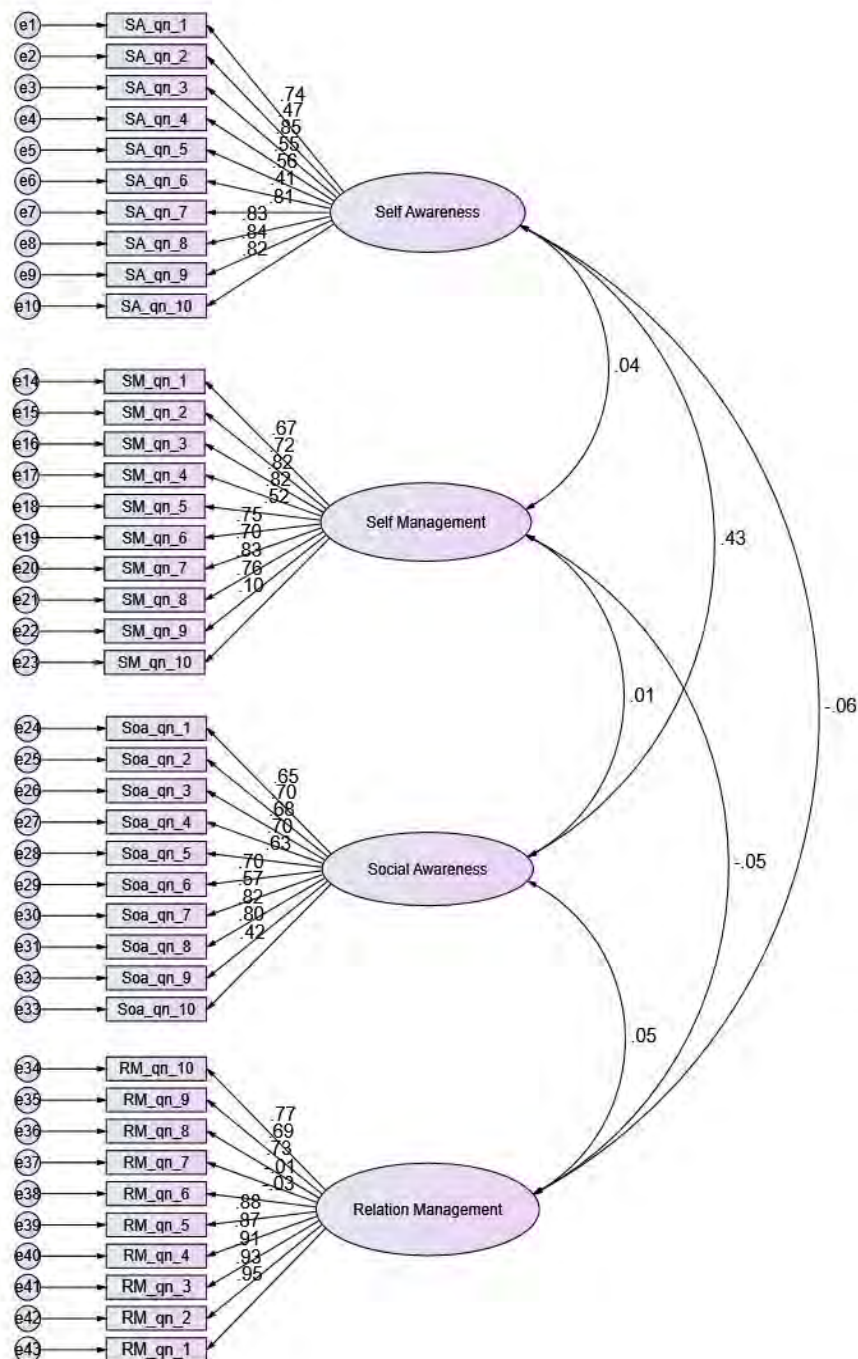 e1 SA_qn_1
e2 SA_qn_2
e3 SA_qn_3
e4 SA_qn_4
e5 SA_qn_5
e6 SA_qn_6
e7 SA_qn_7
e8 SA_qn_8
e9 SA_qn_9
e10 SA_qn_10
.74
.47
.85
.55
.56
.41
.81
.83
.84
.82
Self Awareness
.04
e14 SM_qn_1
e15 SM_qn_2
e16 SM_qn_3
e17 SM_qn_4
e18 SM_qn_5
e19 SM_qn_6
e20 SM_qn_7
e21 SM_qn_8
e22 SM_qn_9
e23 SM_qn_10
.67
.72
.82
.82
.52
.75
.70
.83
.76
.10
Self Management
.43
.01
-.06
e24 Soa_qn_1
e25 Soa_qn_2
e26 Soa_qn_3
e27 Soa_qn_4
e28 Soa_qn_5
e29 Soa_qn_6
e30 Soa_qn_7
e31 Soa_qn_8
e32 Soa_qn_9
e33 Soa_qn_10
.65
.70
.68
.70
.63
.70
.57
.82
.80
.42
Social Awareness
-.05
.05
e34 RM_qn_10
e35 RM_qn_9
e36 RM_qn_8
e37 RM_qn_7
e38 RM_qn_6
e39 RM_qn_5
e40 RM_qn_4
e41 RM_qn_3
e42 RM_qn_2
e43 RM_qn_1
.77
.69
.73
-.01
-.03
.88
.87
.91
.93
.95
Relation Management